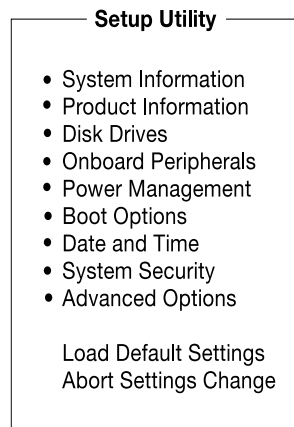 Setup Utility
• System Information
• Product Information
• Disk Drives
• Onboard Peripherals
• Power Management
• Boot Options
• Date and Time
• System Security
• Advanced Options
Load Default Settings
Abort Settings Change